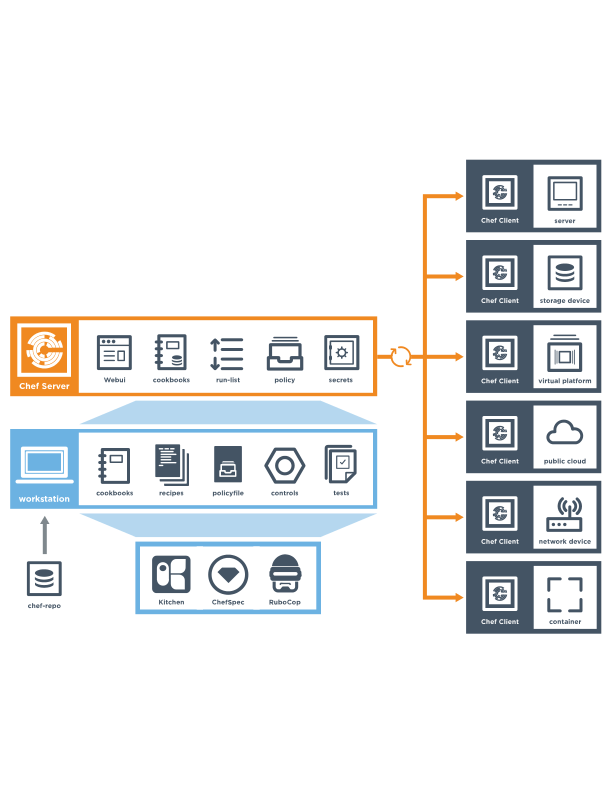 Chef Server
Webui
cookbooks
run-list
policy
secrets
workstation
cookbooks
recipes
policyfile
controls
tests
chef-repo
Kitchen
ChefSpec
RuboCop
Chef Client
server
Chef Client
storage device
Chef Client
virtual platform
Chef Client
public cloud
Chef Client
network device
Chef Client
container